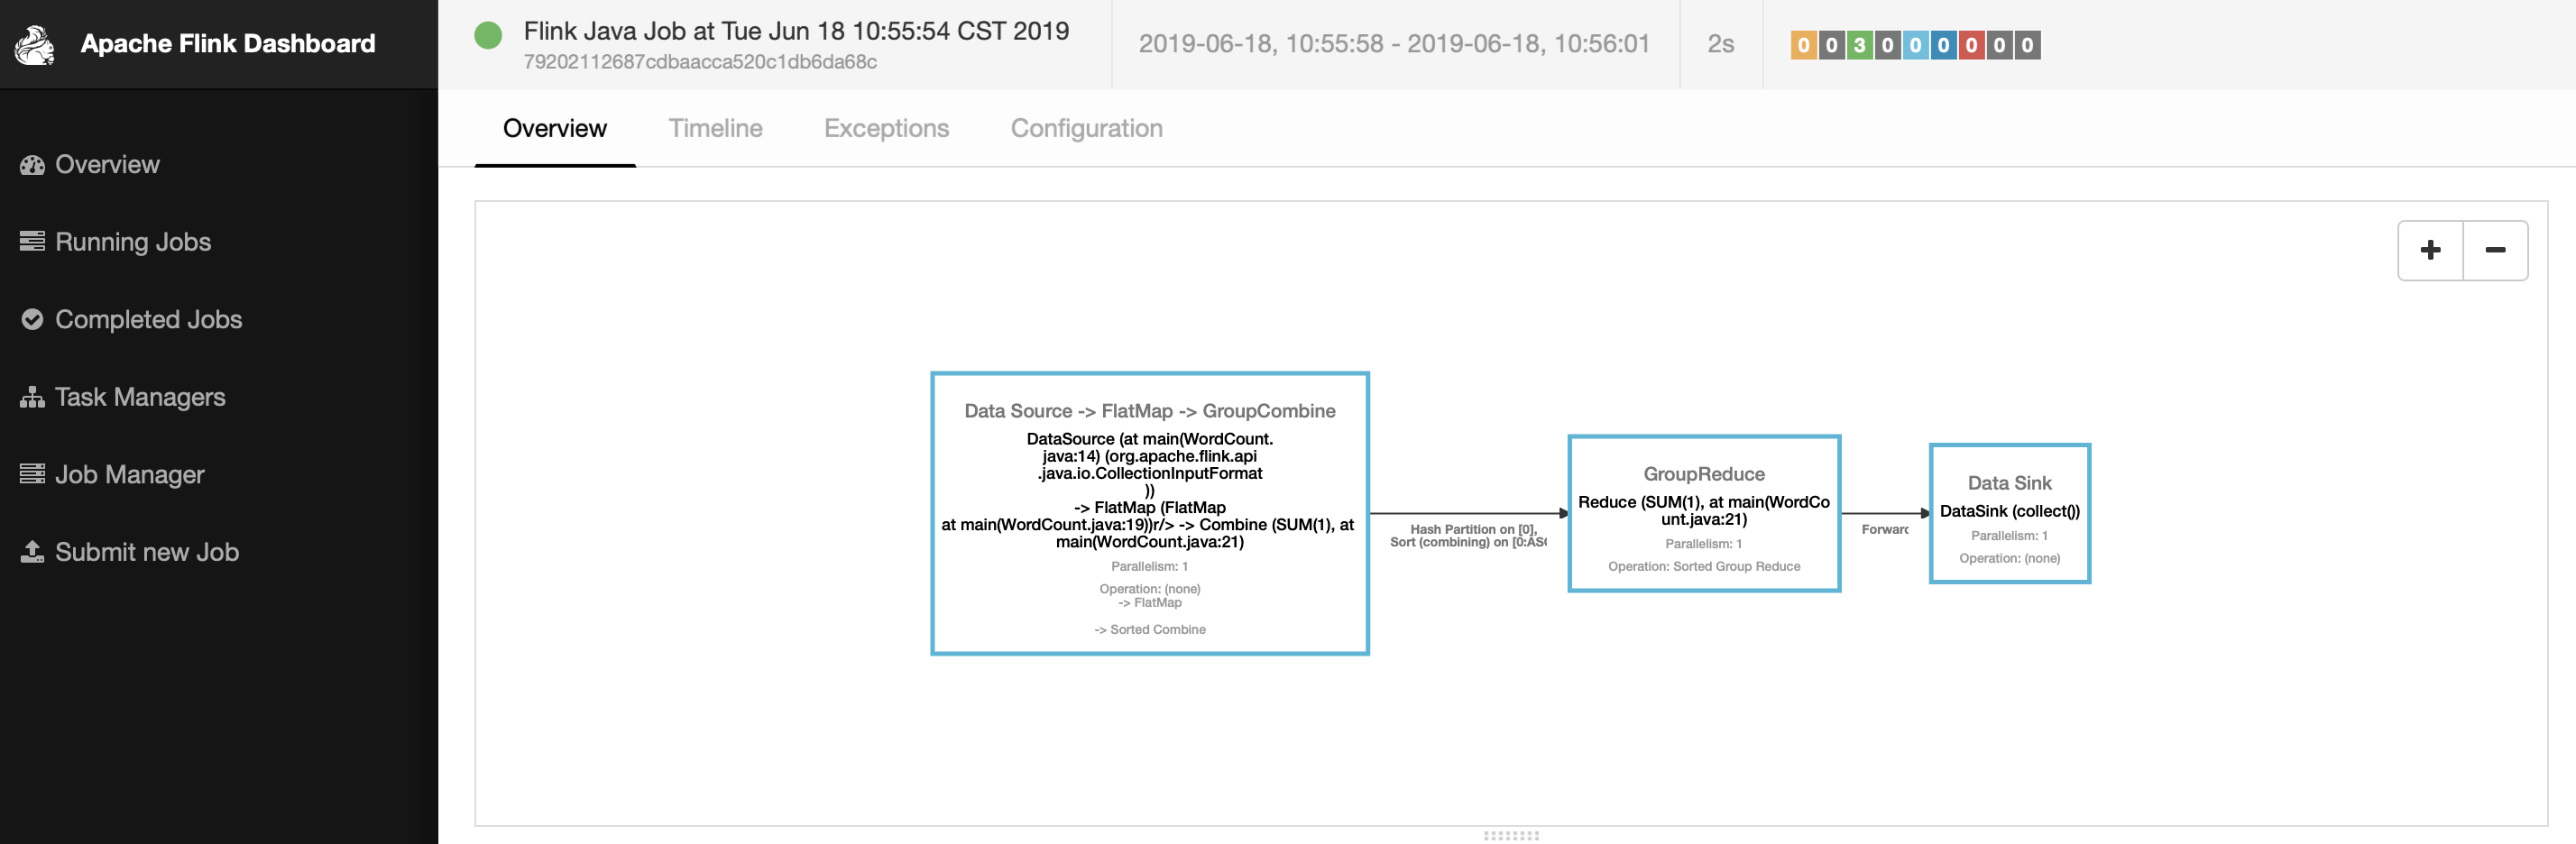 Apache Flink Dashboard
Overview
Running Jobs
Completed Jobs
Task Managers
Job Manager
Submit new Job
Flink Java Job at Tue Jun 18 10:55:54 CST 2019
79202112687cdbaacca520c1db6da68c
2019-06-18, 10:55:58 - 2019-06-18, 10:56:01
2s
0 0 3 0 0 0 0 0 0
Overview
Timeline
Exceptions
Configuration
+
−
Data Source -> FlatMap -> GroupCombine
DataSource (at main(WordCount.
java:14) (org.apache.flink.api
.java.io.CollectionInputFormat
))
-> FlatMap (FlatMap
at main(WordCount.java:19))r/> -> Combine (SUM(1), at
main(WordCount.java:21)
Parallelism: 1
Operation: (none)
-> FlatMap
-> Sorted Combine
Hash Partition on [0],
Sort (combining) on [0:ASC
GroupReduce
Reduce (SUM(1), at main(WordCo
unt.java:21)
Parallelism: 1
Operation: Sorted Group Reduce
Forward
Data Sink
DataSink (collect())
Parallelism: 1
Operation: (none)